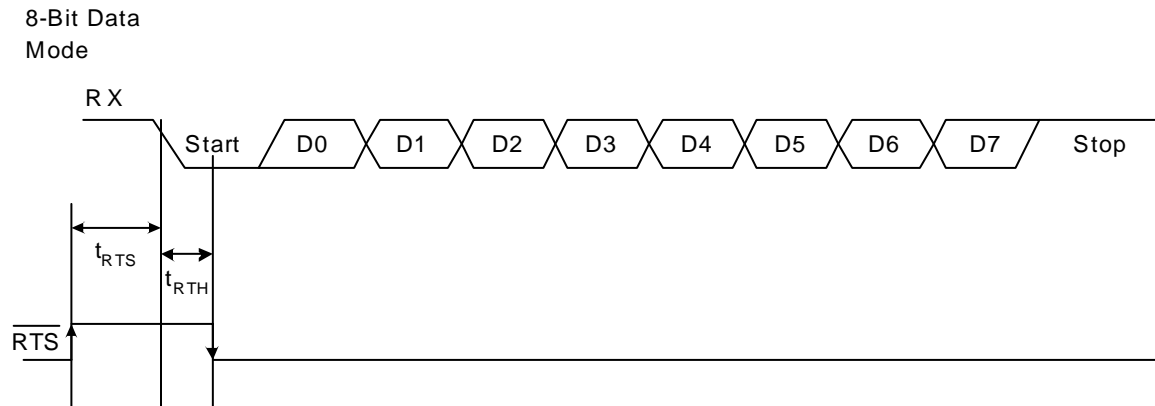 8-Bit Data
Mode
RX
Start D0 D1 D2 D3 D4 D5 D6 D7 Stop
tRTS
tRTH
RTS